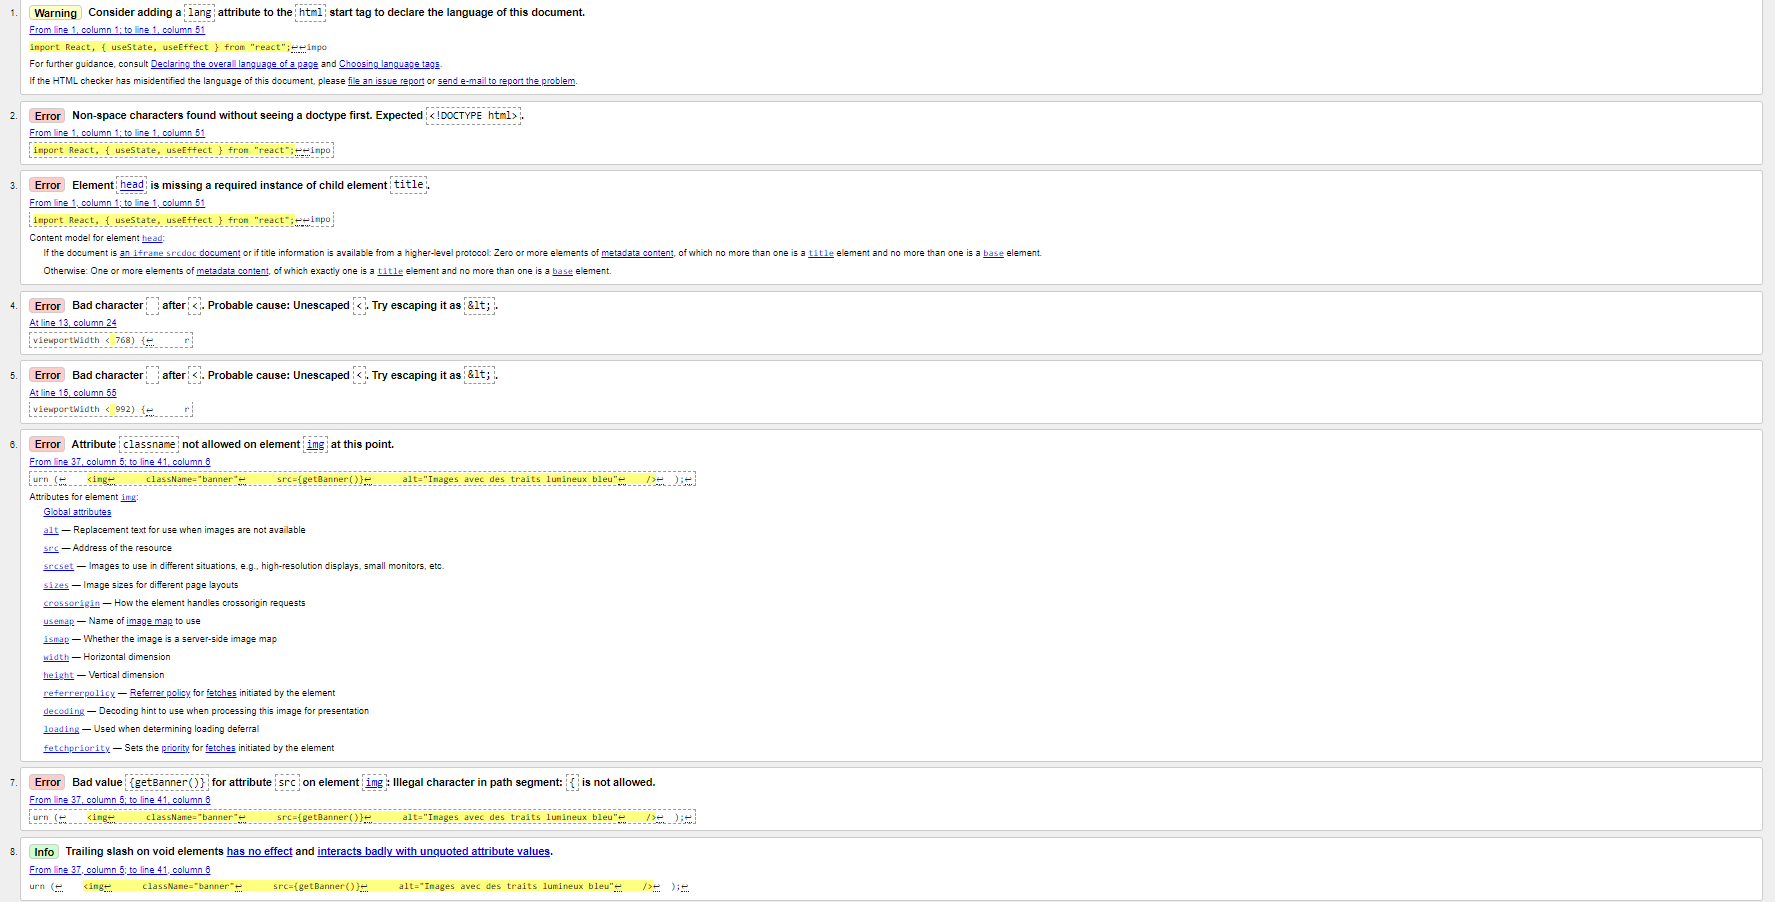 1. Warning Consider adding a lang attribute to the html start tag to declare the language of this document.
From line 1, column 1; to line 1, column 51
import React, { useState, useEffect } from "react";↩↩impo
For further guidance, consult Declaring the overall language of a page and Choosing language tags.
If the HTML checker has misidentified the language of this document, please file an issue report or send e-mail to report the problem.
2. Error Non-space characters found without seeing a doctype first. Expected <!DOCTYPE html>.
From line 1, column 1; to line 1, column 51
import React, { useState, useEffect } from "react";↩↩impo
3. Error Element head is missing a required instance of child element title.
From line 1, column 1; to line 1, column 51
import React, { useState, useEffect } from "react";↩↩impo
Content model for element head:
If the document is an iframe srcdoc document or if title information is available from a higher-level protocol: Zero or more elements of metadata content, of which no more than one is a title element and no more than one is a base element.
Otherwise: One or more elements of metadata content, of which exactly one is a title element and no more than one is a base element.
4. Error Bad character after <. Probable cause: Unescaped <. Try escaping it as &lt;.
At line 13, column 24
viewportWidth < 768) {↩ r
5. Error Bad character after <. Probable cause: Unescaped <. Try escaping it as &lt;.
At line 15, column 55
viewportWidth < 992) {↩ r
6. Error Attribute classname not allowed on element img at this point.
From line 37, column 5; to line 41, column 6
urn (↩ <img↩ className="banner"↩ src={getBanner()}↩ alt="Images avec des traits lumineux bleu"↩ />↩ );↩
Attributes for element img:
Global attributes
alt — Replacement text for use when images are not available
src — Address of the resource
srcset — Images to use in different situations, e.g., high-resolution displays, small monitors, etc.
sizes — Image sizes for different page layouts
crossorigin — How the element handles crossorigin requests
usemap — Name of image map to use
ismap — Whether the image is a server-side image map
width — Horizontal dimension
height — Vertical dimension
referrerpolicy — Referrer policy for fetches initiated by the element
decoding — Decoding hint to use when processing this image for presentation
loading — Used when determining loading deferral
fetchpriority — Sets the priority for fetches initiated by the element
7. Error Bad value {getBanner()} for attribute src on element img: Illegal character in path segment: { is not allowed.
From line 37, column 5; to line 41, column 6
urn (↩ <img↩ className="banner"↩ src={getBanner()}↩ alt="Images avec des traits lumineux bleu"↩ />↩ );↩
8. Info Trailing slash on void elements has no effect and interacts badly with unquoted attribute values.
From line 37, column 5; to line 41, column 6
urn (↩ <img↩ className="banner"↩ src={getBanner()}↩ alt="Images avec des traits lumineux bleu"↩ />↩ );↩